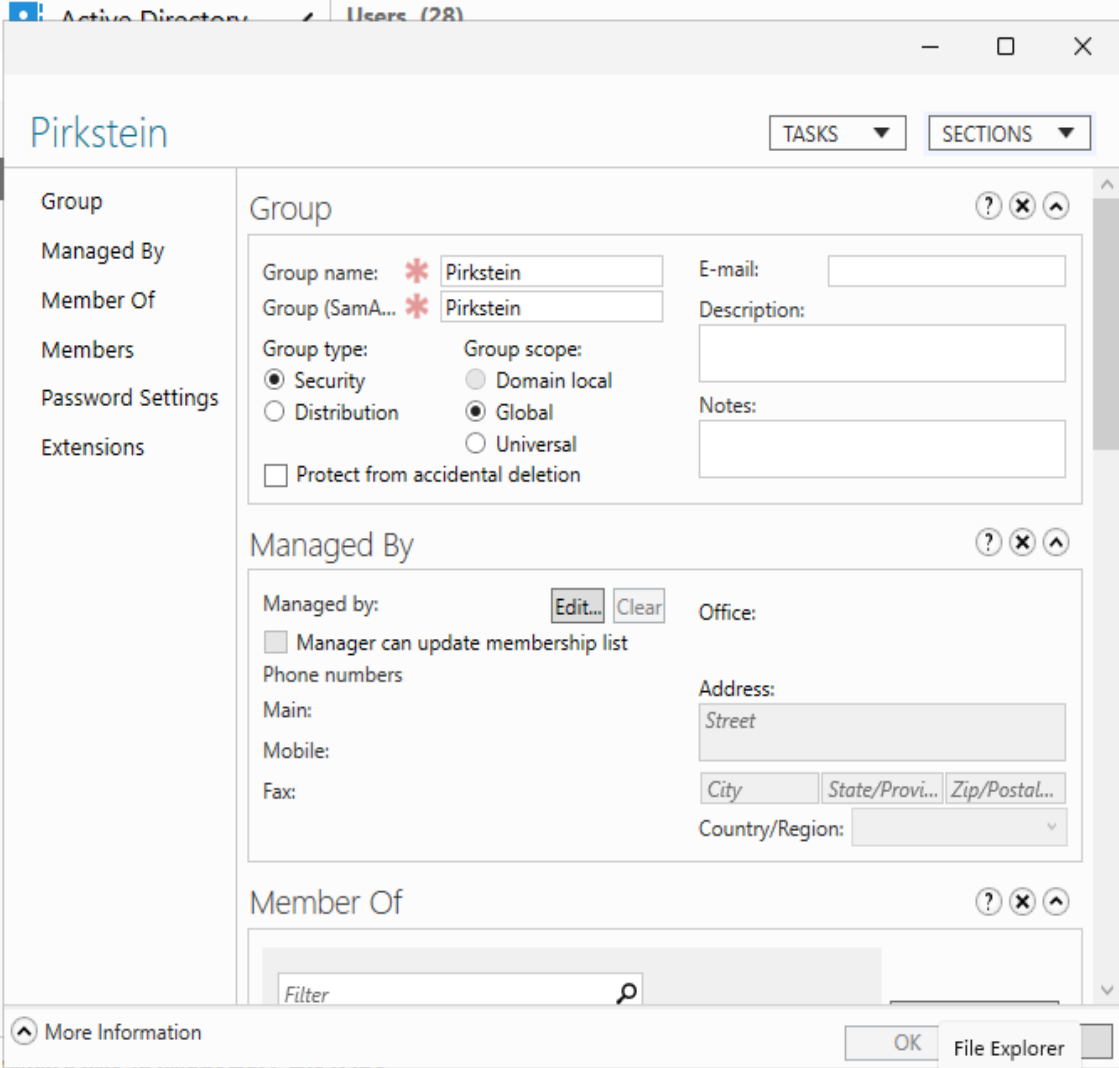 Active Directory
Users (28)
Pirkstein
TASKS
SECTIONS
Group
Managed By
Member Of
Members
Password Settings
Extensions
Group
Group name:
Pirkstein
Group (SamA...
Pirkstein
Group type:
Group scope:
Security
Domain local
Distribution
Global
Universal
Protect from accidental deletion
E-mail:
Description:
Notes:
Managed By
Managed by:
Edit...
Clear
Manager can update membership list
Phone numbers
Main:
Mobile:
Fax:
Office:
Address:
Street
City
State/Provi...
Zip/Postal...
Country/Region:
Member Of
Filter
More Information
OK
File Explorer